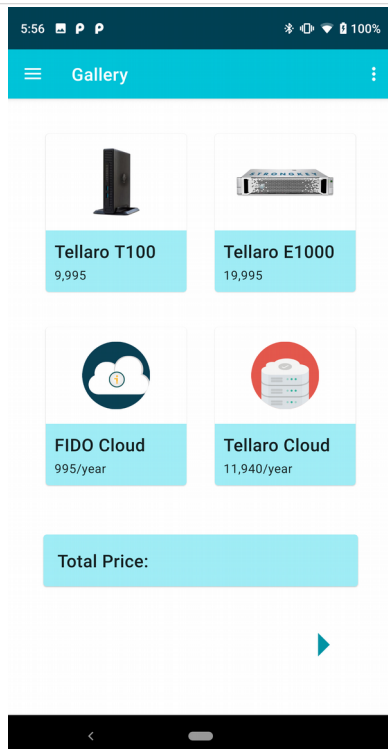 5:56
100%
Gallery
STRONGKEY
Tellaro T100
9,995
Tellaro E1000
19,995
FIDO Cloud
995/year
Tellaro Cloud
11,940/year
Total Price: